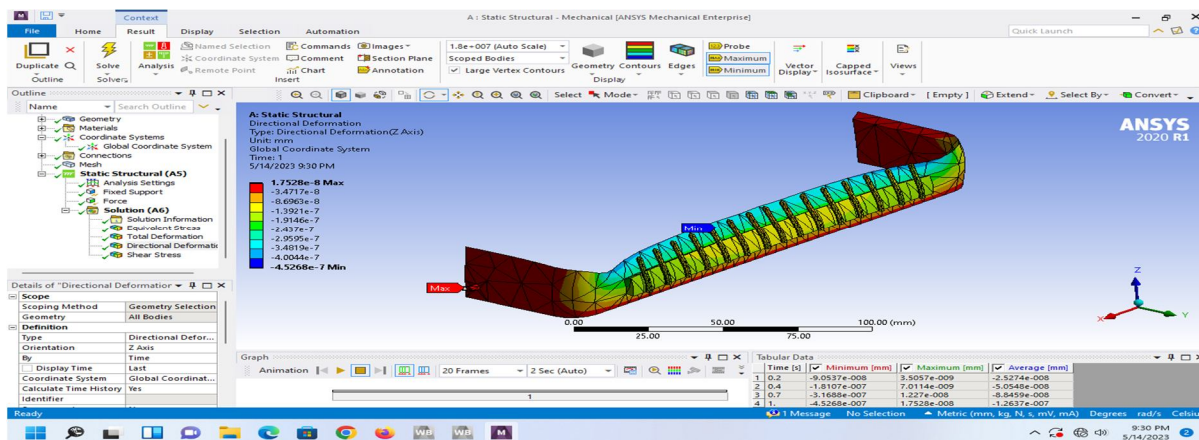 Context
A : Static Structural - Mechanical [ANSYS Mechanical Enterprise]
File Home Result Display Selection Automation
Quick Launch
Duplicate Q
Outline
Solve
Solvers
Analysis
Named Selection
Coordinate System
Remote Point
Commands
Comment
Chart
Images
Section Plane
Annotation
Insert
1.8e+007 (Auto Scale)
Scoped Bodies
Large Vertex Contours
Geometry Contours Edges
Display
Probe
Maximum
Minimum
Vector Display
Capped Isosurface
Views
Outline
Name Search Outline
Select Mode Clipboard [ Empty ] Extend Select By Convert
Geometry
Materials
Coordinate Systems
Global Coordinate System
Connections
Mesh
Static Structural (A5)
Analysis Settings
Fixed Support
Force
Solution (A6)
Solution Information
Equivalent Stress
Total Deformation
Directional Deformatic
Shear Stress
A: Static Structural
Directional Deformation
Type: Directional Deformation(Z Axis)
Unit: mm
Global Coordinate System
Time: 1
5/14/2023 9:30 PM
1.7528e-8 Max
-3.4717e-8
-8.6963e-8
-1.3921e-7
-1.9146e-7
-2.437e-7
-2.9595e-7
-3.4819e-7
-4.0044e-7
-4.5268e-7 Min
ANSYS
2020 R1
Min
Max
0.00 50.00 100.00 (mm)
25.00 75.00
Z
X Y
Details of "Directional Deformatior
Scope
Scoping Method Geometry Selection
Geometry All Bodies
Definition
Type Directional Defor...
Orientation Z Axis
By Time
Display Time Last
Coordinate System Global Coordinat...
Calculate Time History Yes
Identifier
Graph
Animation 20 Frames 2 Sec (Auto)
1
Tabular Data
Time [s] Minimum [mm] Maximum [mm] Average [mm]
1 0.2 -9.0537e-008 3.5057e-009 -2.5274e-008
2 0.4 -1.8107e-007 7.0114e-009 -5.0548e-008
3 0.7 -3.1688e-007 1.227e-008 -8.8459e-008
4 1. -4.5268e-007 1.7528e-008 -1.2637e-007
Ready
1 Message No Selection Metric (mm, kg, N, s, mV, mA) Degrees rad/s Celsiu
WB WB M
9:30 PM
5/14/2023
2